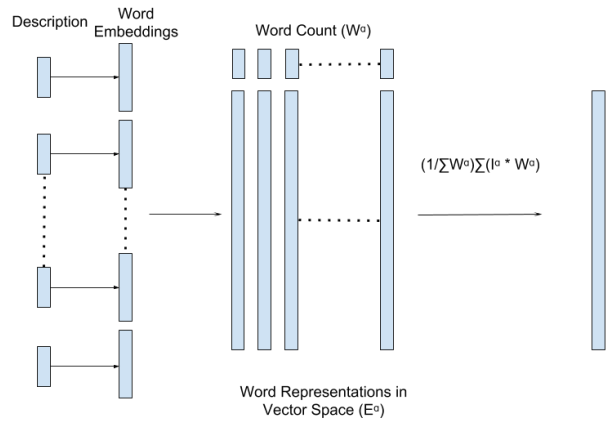 Description
Word
Embeddings
Word Count (Wᵅ)
(1/∑Wᵅ)∑(Iᵅ * Wᵅ)
Word Representations in
Vector Space (Eᵅ)